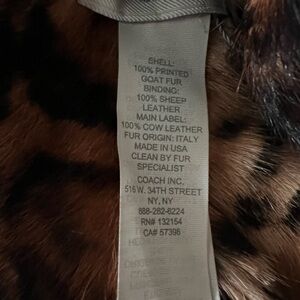 SHELL:
100% PRINTED
GOAT FUR
BINDING:
100% SHEEP
LEATHER
MAIN LABEL:
100% COW LEATHER
FUR ORIGIN: ITALY
MADE IN USA
CLEAN BY FUR
SPECIALIST
COACH INC.
516 W. 34TH STREET
NY, NY
888-262-6224
RN# 132154
CA# 57396